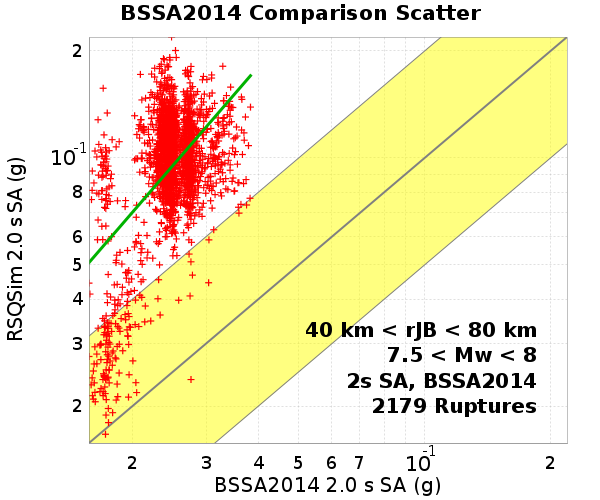 BSSA2014 Comparison Scatter
RSQSim 2.0 s SA (g)
2
10-1
8
6
5
4
3
2
40 km < rJB < 80 km
7.5 < Mw < 8
2s SA, BSSA2014
2179 Ruptures
2 3 4 5 6 7 10-1 2
BSSA2014 2.0 s SA (g)